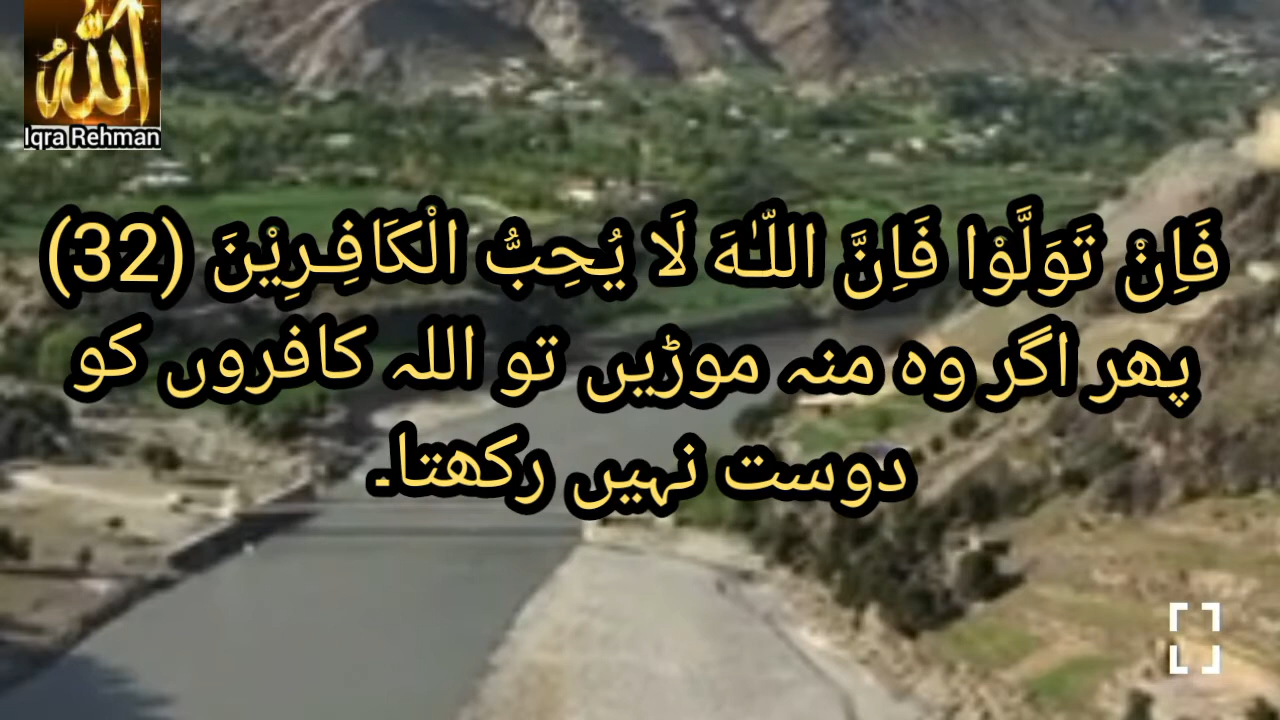 اللهُ
Iqra Rehman
فَاِنْ تَوَلَّوْا فَاِنَّ اللّـٰهَ لَا يُحِبُّ الْكَافِـرِيْنَ (32)
پھر اگر وہ منہ موڑیں تو اللہ کافروں کو
دوست نہیں رکھتا۔